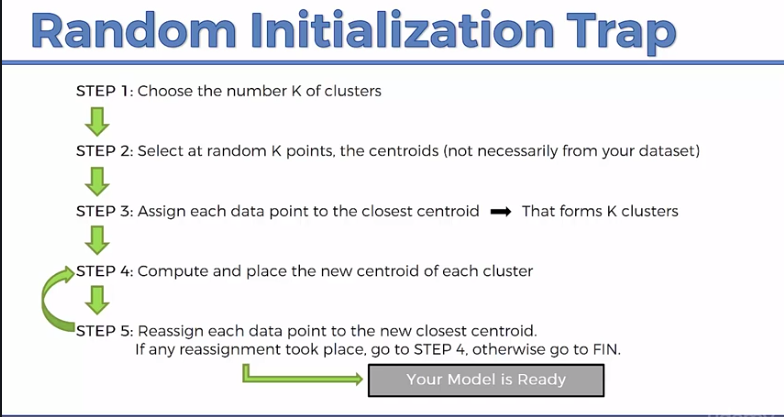 Random Initialization Trap
STEP 1: Choose the number K of clusters
STEP 2: Select at random K points, the centroids (not necessarily from your dataset)
STEP 3: Assign each data point to the closest centroid ➡ That forms K clusters
STEP 4: Compute and place the new centroid of each cluster
STEP 5: Reassign each data point to the new closest centroid.
If any reassignment took place, go to STEP 4, otherwise go to FIN.
Your Model is Ready